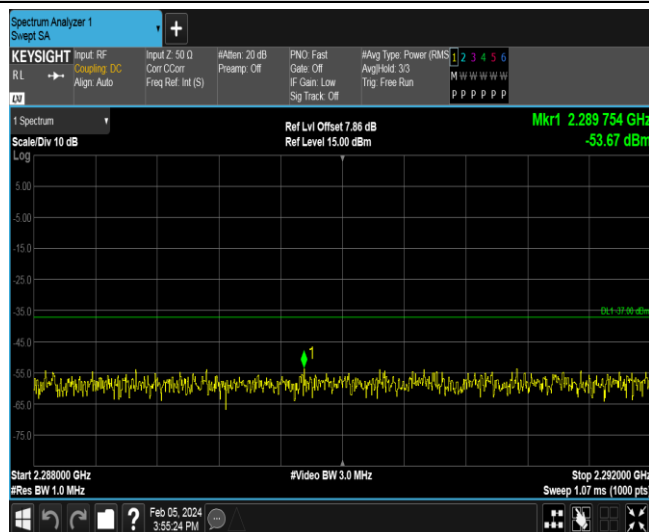 Spectrum Analyzer 1
Swept SA
+
KEYSIGHT
RL
LXI
Input: RF
Coupling: DC
Align: Auto
Input Z: 50 Ω
Corr CCorr
Freq Ref: Int (S)
#Atten: 20 dB
Preamp: Off
PNO: Fast
Gate: Off
IF Gain: Low
Sig Track: Off
#Avg Type: Power (RMS
Avg|Hold: 3/3
Trig: Free Run
1 2 3 4 5 6
M W W W W W
P P P P P P
1 Spectrum
Scale/Div 10 dB
Log
Ref Lvl Offset 7.86 dB
Ref Level 15.00 dBm
Mkr1 2.289 754 GHz
-53.67 dBm
5.00
-5.00
-15.0
-25.0
-35.0
DL1 -37.00 dBm
-45.0
1
-55.0
-65.0
-75.0
Start 2.288000 GHz
#Res BW 1.0 MHz
#Video BW 3.0 MHz
Stop 2.292000 GHz
Sweep 1.07 ms (1000 pts)
?
Feb 05, 2024
3:55:24 PM